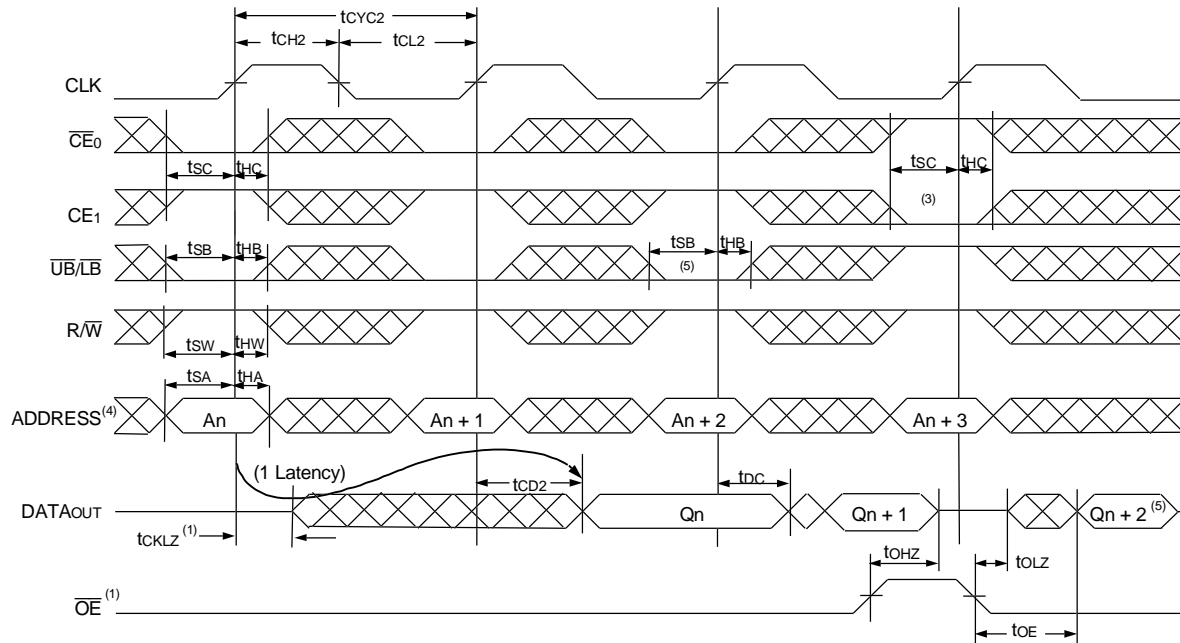 tCYC2
tCH2 tCL2
CLK
CE0
tSC tHC tSC tHC
CE1 (3)
tSB tHB tSB tHB
UB/LB (5)
R/W
tSW tHW
tSA tHA
ADDRESS(4) An An + 1 An + 2 An + 3
(1 Latency) tCD2 tDC
DATAOUT Qn Qn + 1 Qn + 2 (5)
tCKLZ (1)
tOHZ tOLZ
OE (1)
tOE